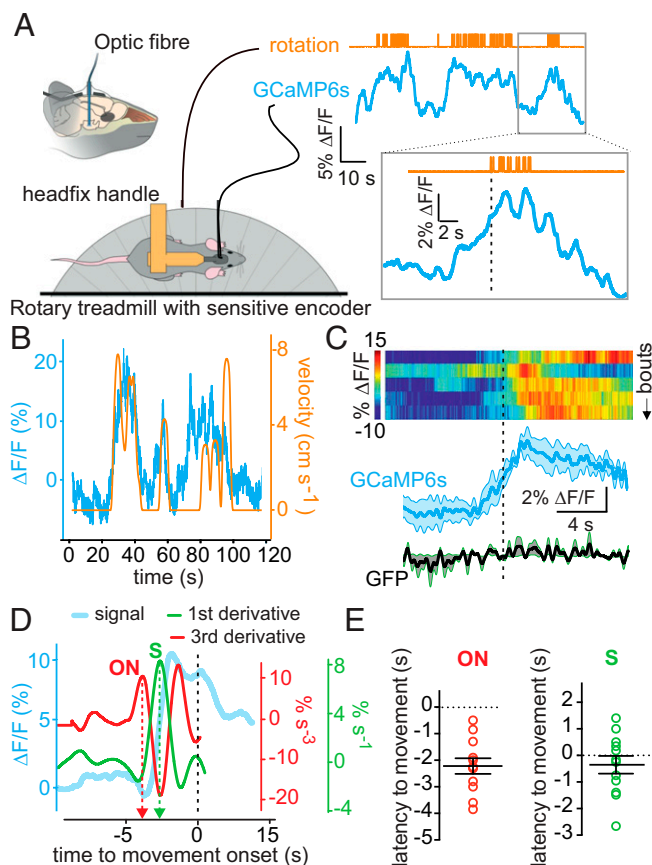 A
Optic fibre
rotation
GCaMP6s
5% ΔF/F
10 s
headfix handle
2% ΔF/F
2 s
Rotary treadmill with sensitive encoder
B
ΔF/F (%)
20
10
0
velocity (cm s-1)
-8
-4
0
0 20 40 60 80 100 120
time (s)
C
% ΔF/F
15
-10
bouts
GCaMP6s
2% ΔF/F
4 s
GFP
D
signal
1st derivative
3rd derivative
ON
S
ΔF/F (%)
10
5
0
% s-3
10
0
-10
-20
% s-1
8
4
0
-4
-5 0 15
time to movement onset (s)
E
ON
latency to movement (s)
0
-1
-2
-3
-4
-5
S
latency to movement (s)
2
1
0
-1
-2
-3